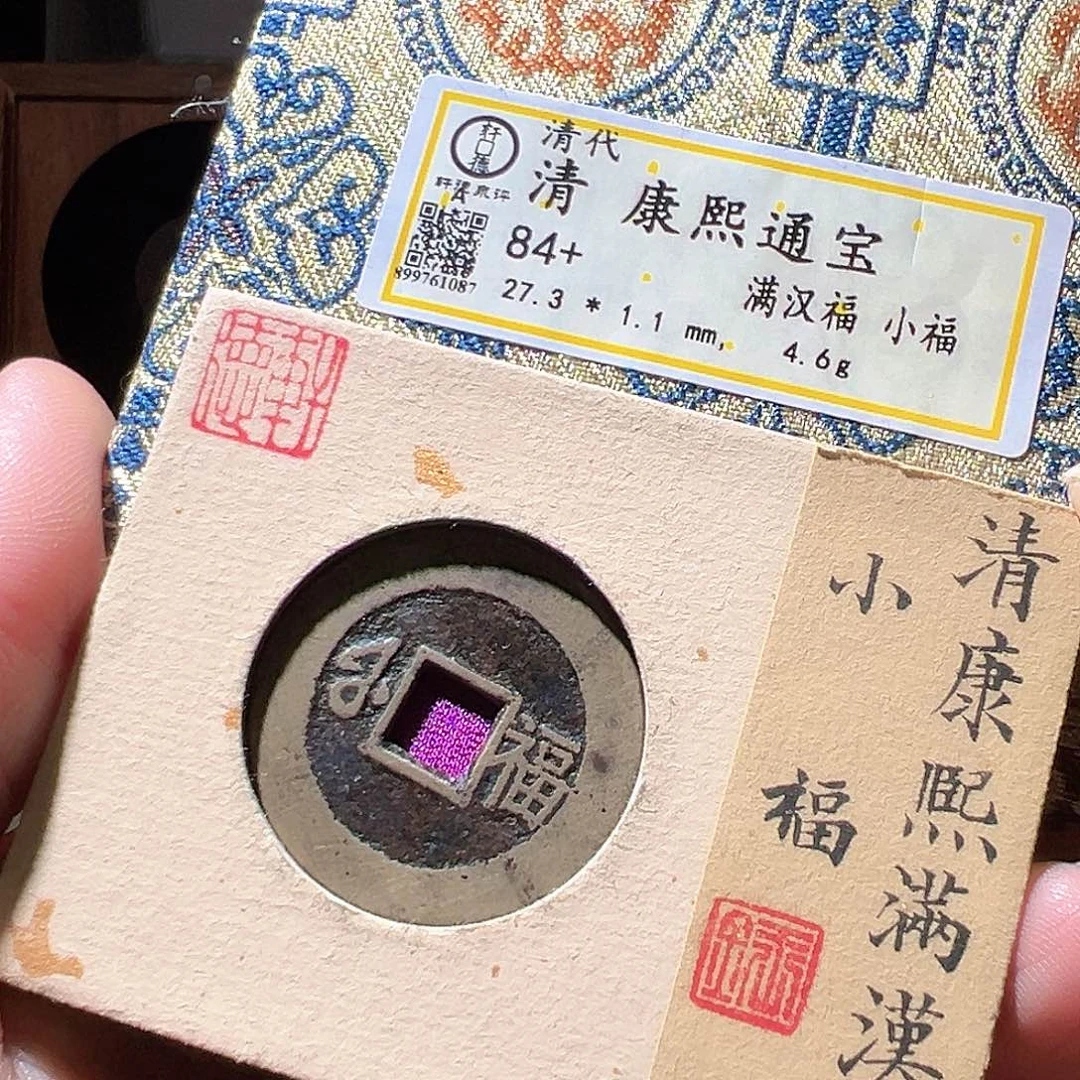 清代
清 康熙通宝
84+
满汉福 小福
27.3 * 1.1 mm, 4.6g
899761087
清康熙满漢
小福
福